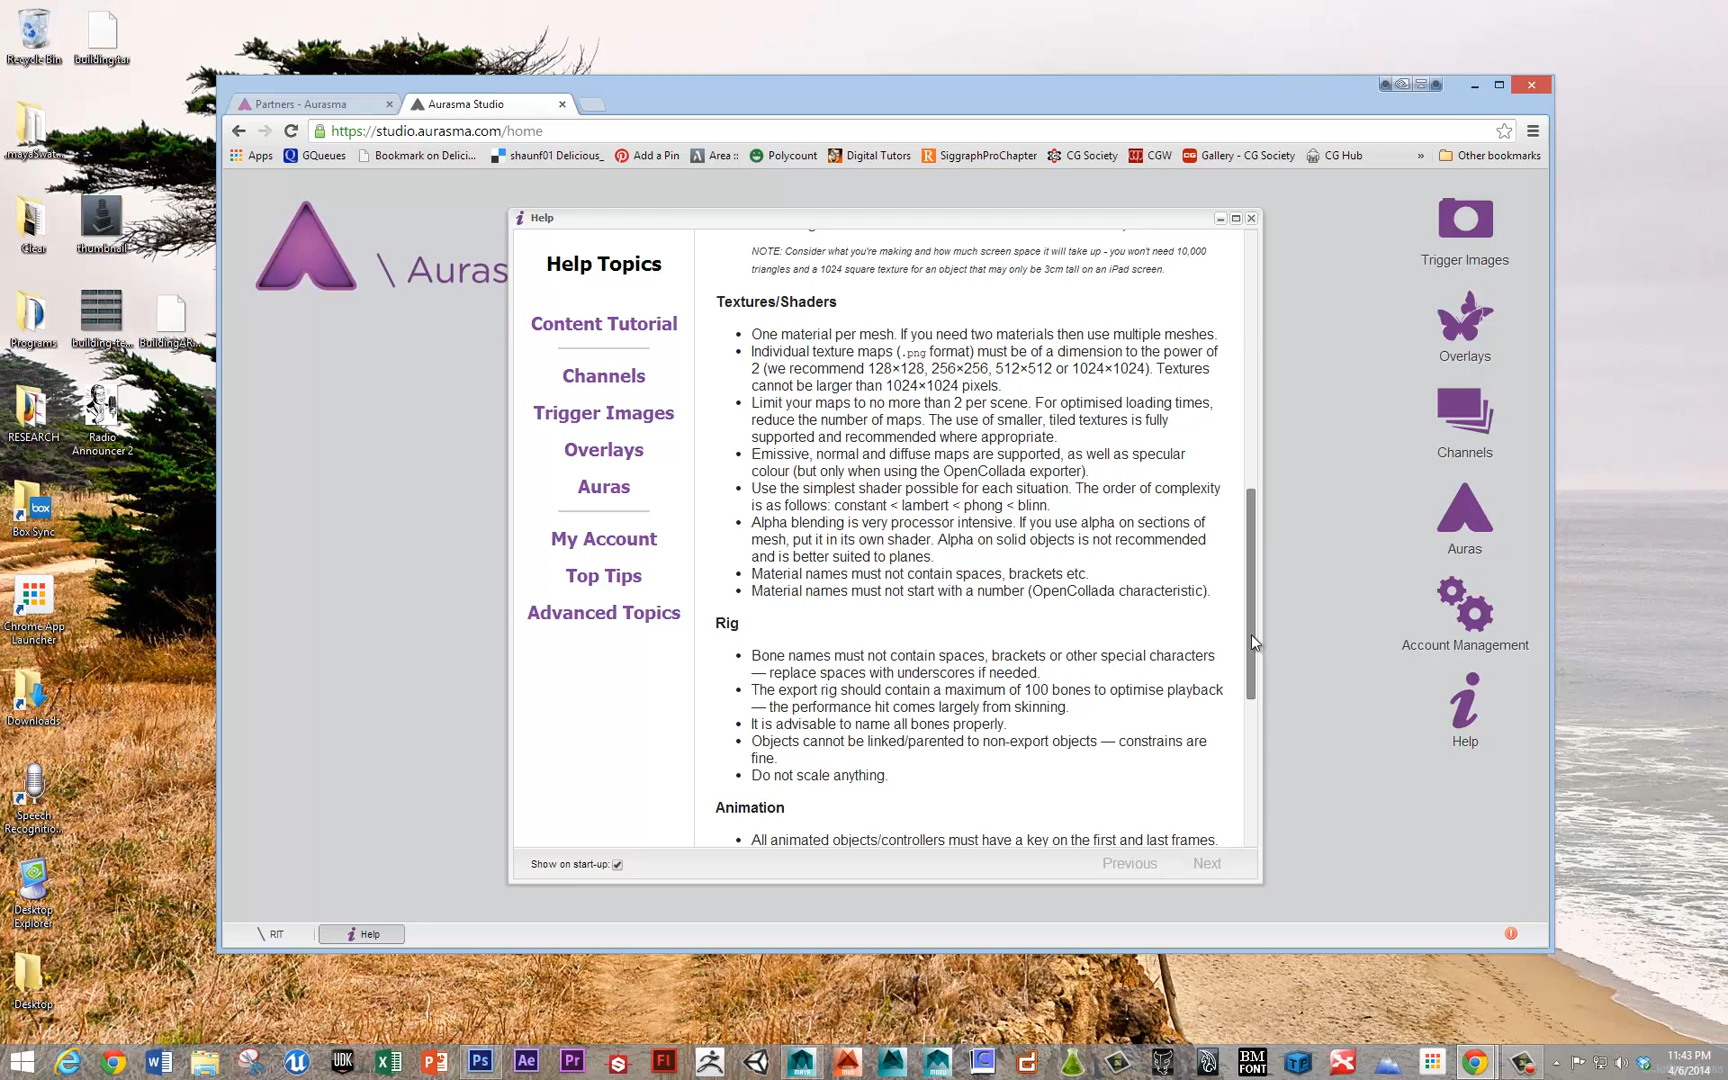 Recycle Bin
building.tar
.mayaSwat...
Clear
thumbnail
Programs
building-te...
BuildingAR...
RESEARCH
Radio
Announcer 2
box
Box Sync
Chrome App
Launcher
Downloads
Speech
Recognitio...
Desktop
Explorer
Desktop
Partners - Aurasma
Aurasma Studio
https://studio.aurasma.com/home
Apps
GQueues
Bookmark on Delici...
shaunf01 Delicious_
Add a Pin
Area ::
Polycount
Digital Tutors
SiggraphProChapter
CG Society
CGW
Gallery - CG Society
CG Hub
»
Other bookmarks
\ Auras
Help
Help Topics
Content Tutorial
Channels
Trigger Images
Overlays
Auras
My Account
Top Tips
Advanced Topics
NOTE: Consider what you're making and how much screen space it will take up - you won't need 10,000
triangles and a 1024 square texture for an object that may only be 3cm tall on an iPad screen.
Textures/Shaders
• One material per mesh. If you need two materials then use multiple meshes.
• Individual texture maps (.png format) must be of a dimension to the power of
2 (we recommend 128×128, 256×256, 512×512 or 1024×1024). Textures
cannot be larger than 1024×1024 pixels.
• Limit your maps to no more than 2 per scene. For optimised loading times,
reduce the number of maps. The use of smaller, tiled textures is fully
supported and recommended where appropriate.
• Emissive, normal and diffuse maps are supported, as well as specular
colour (but only when using the OpenCollada exporter).
• Use the simplest shader possible for each situation. The order of complexity
is as follows: constant < lambert < phong < blinn.
• Alpha blending is very processor intensive. If you use alpha on sections of
mesh, put it in its own shader. Alpha on solid objects is not recommended
and is better suited to planes.
• Material names must not contain spaces, brackets etc.
• Material names must not start with a number (OpenCollada characteristic).
Rig
• Bone names must not contain spaces, brackets or other special characters
— replace spaces with underscores if needed.
• The export rig should contain a maximum of 100 bones to optimise playback
— the performance hit comes largely from skinning.
• It is advisable to name all bones properly.
• Objects cannot be linked/parented to non-export objects — constrains are
fine.
• Do not scale anything.
Animation
• All animated objects/controllers must have a key on the first and last frames.
Show on start-up:
Previous
Next
Trigger Images
Overlays
Channels
Auras
Account Management
Help
\ RIT
Help
UDK
Ps
Ae
Pr
Fl
BM
FONT
11:43 PM
4/6/2014